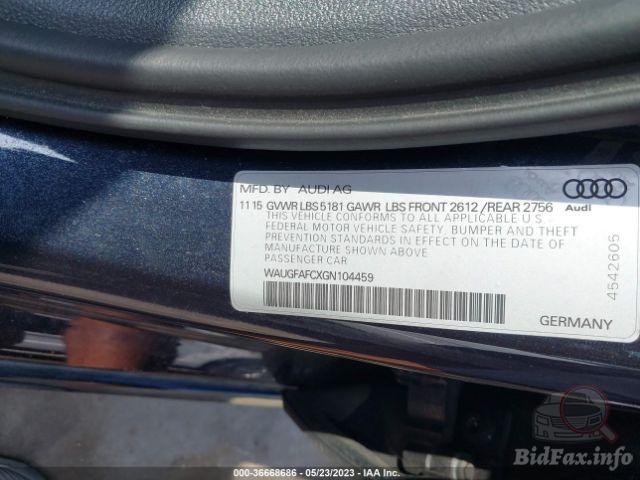 MFD. BY AUDI AG
11 15 GVWR LBS 5181 GAWR LBS FRONT 2612 / REAR 2756
THIS VEHICLE CONFORMS TO ALL APPLICABLE U S
FEDERAL MOTOR VEHICLE SAFETY, BUMPER AND THEFT
PREVENTION STANDARDS IN EFFECT ON THE DATE OF
MANUFACTURE SHOWN ABOVE
PASSENGER CAR
WAUGFAFCXGN104459
Audi
4542605
GERMANY
BidFax.info
000-36668686 - 05/23/2023 - IAA Inc.